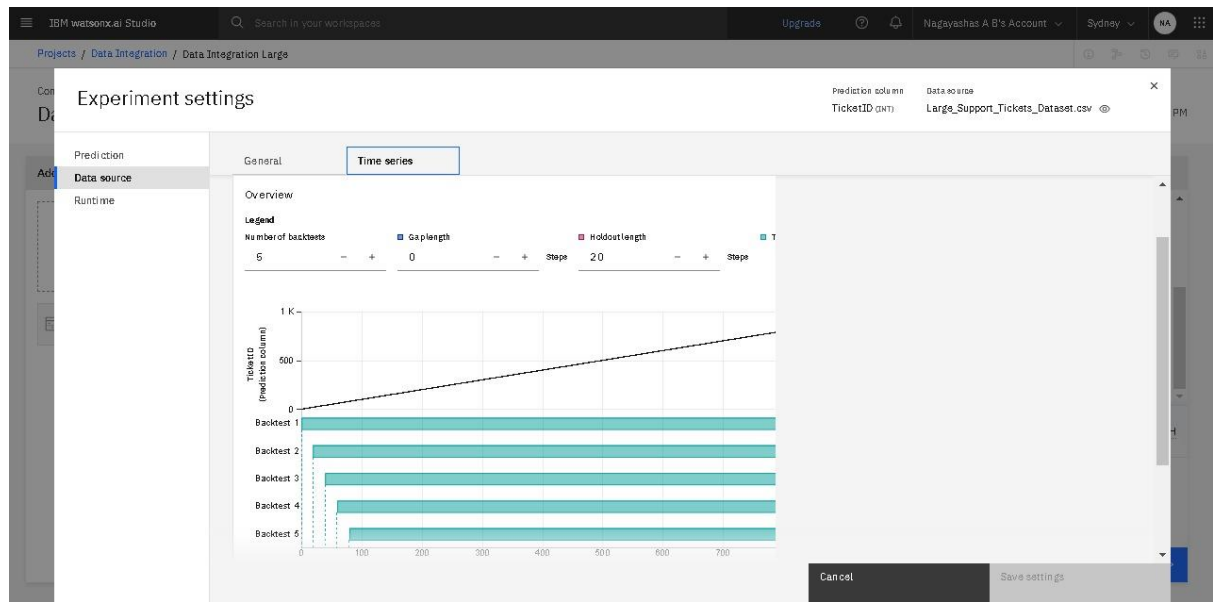 IBM watsonx.ai Studio
Search in your workspaces
Upgrade
Nagayashas A B's Account
Sydney
NA
Projects / Data Integration / Data Integration Large
Experiment settings
Prediction column
TicketID (INT)
Data source
Large_Support_Tickets_Dataset.csv
PM
Prediction
Data source
Runtime
General
Time series
Overview
Legend
Number of backtests
5
Gap length
0
Steps
Holdout length
20
Steps
T
1 K
500
0
TicketID
(Prediction column)
Backtest 1
Backtest 2
Backtest 3
Backtest 4
Backtest 5
0 100 200 300 400 500 600 700
Cancel
Save settings